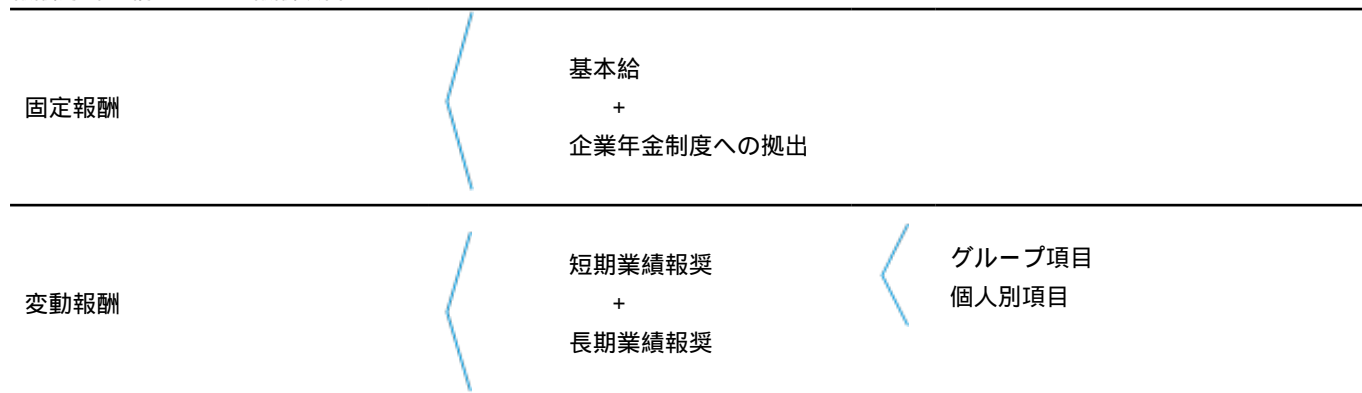 固定報酬
基本給
+
企業年金制度への拠出
変動報酬
短期業績報奨
+
長期業績報奨
グループ項目
個人別項目